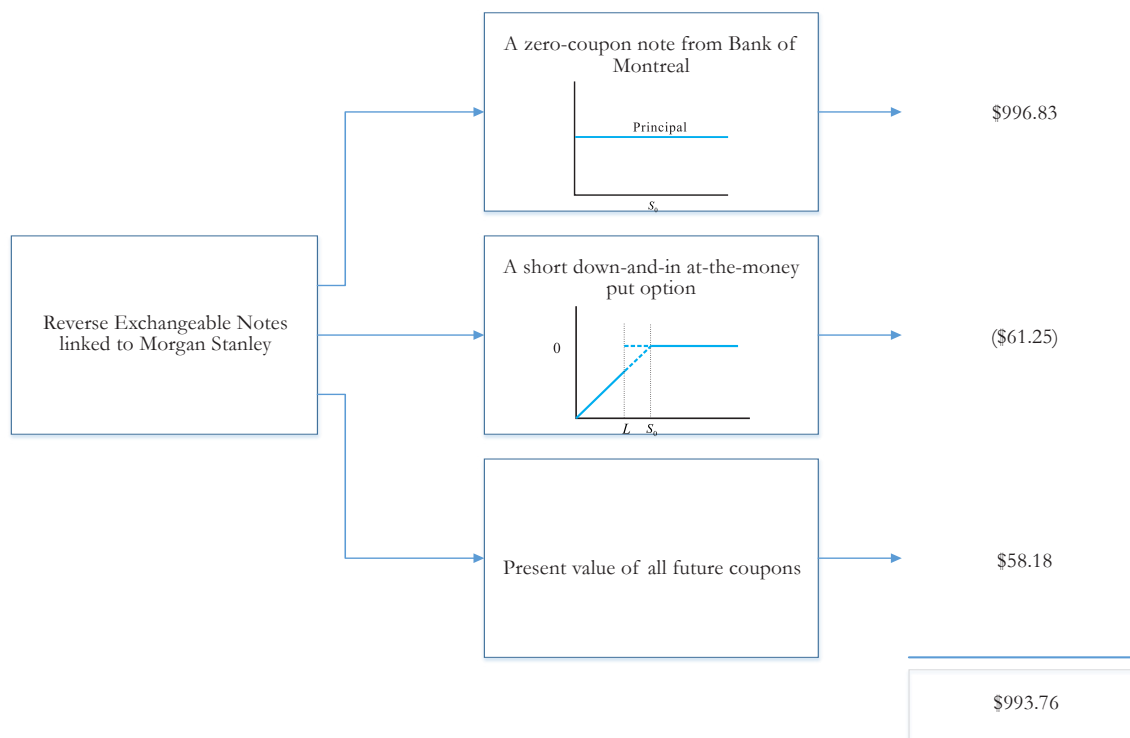 A zero-coupon note from Bank of
Montreal
Principal
S₀
$996.83
Reverse Exchangeable Notes
linked to Morgan Stanley
A short down-and-in at-the-money
put option
0
L
S₀
($61.25)
Present value of all future coupons
$58.18
$993.76